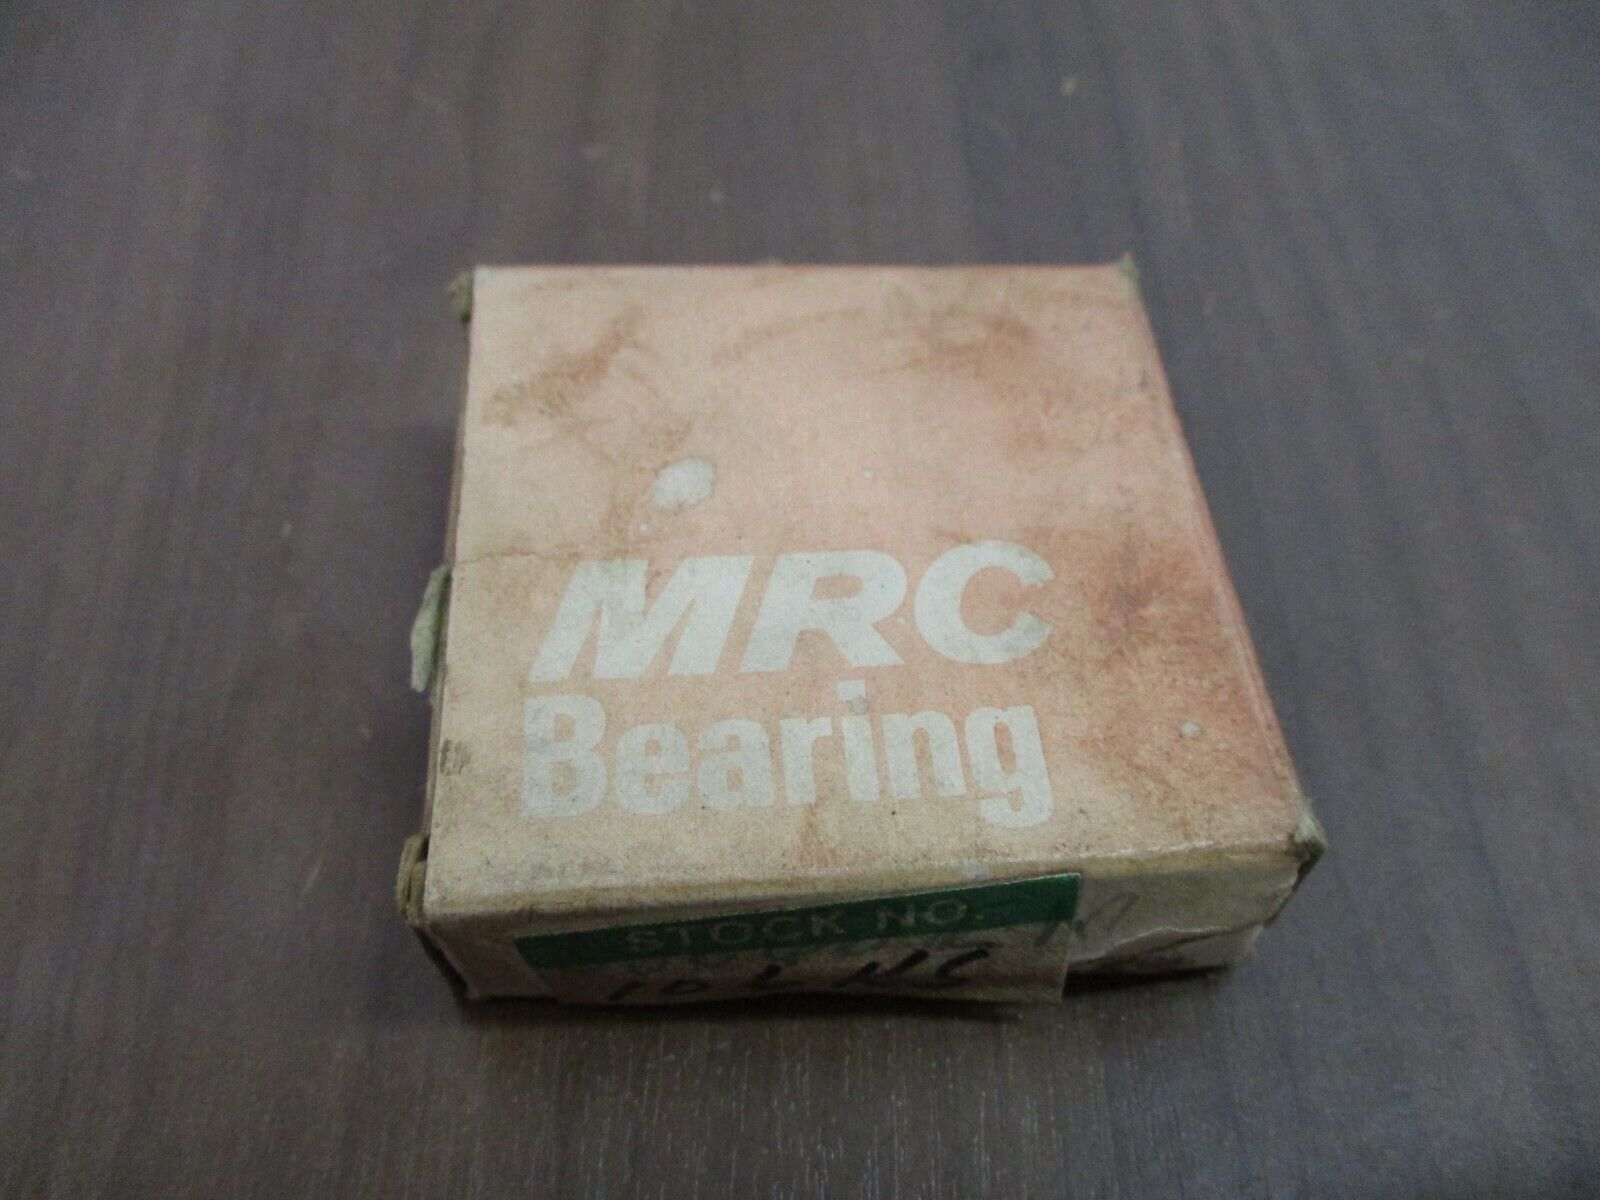 MRC
Bearing
STOCK NO.